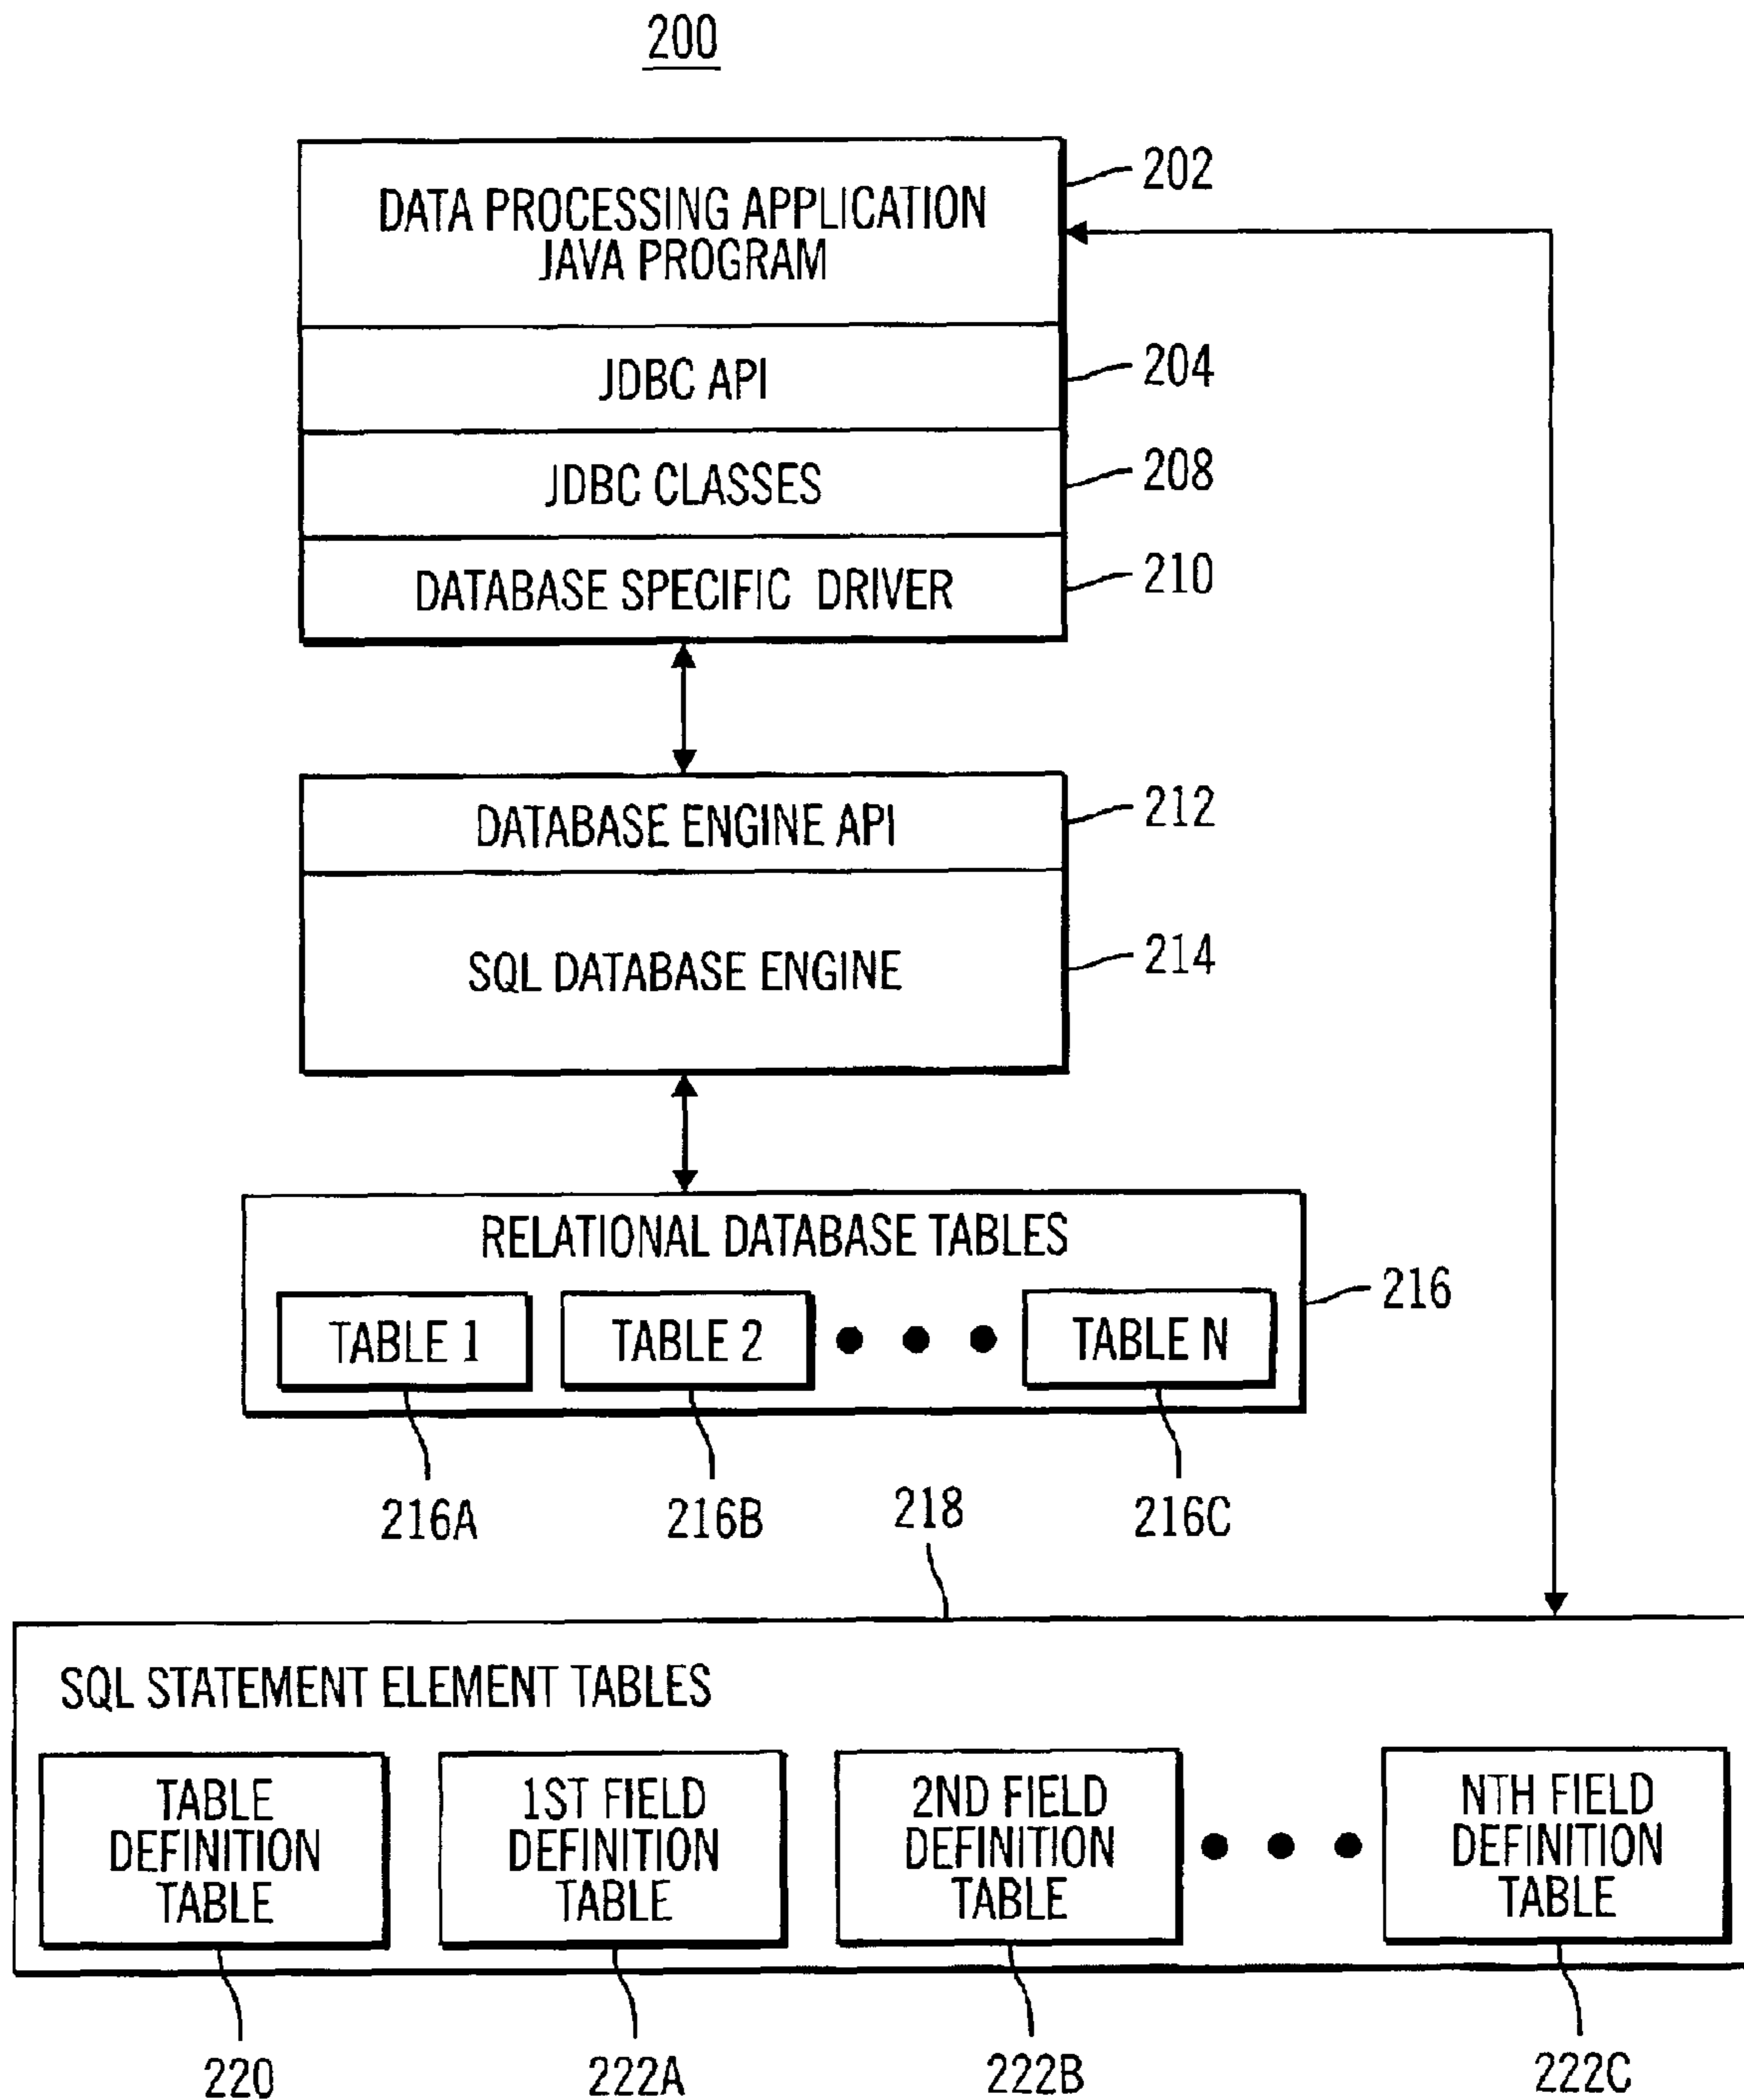 200
DATA PROCESSING APPLICATION
JAVA PROGRAM
202
JDBC API
204
JDBC CLASSES
208
DATABASE SPECIFIC DRIVER
210
DATABASE ENGINE API
212
SQL DATABASE ENGINE
214
RELATIONAL DATABASE TABLES
216
TABLE 1
TABLE 2
TABLE N
216A
216B
216C
218
SQL STATEMENT ELEMENT TABLES
TABLE
DEFINITION
TABLE
1ST FIELD
DEFINITION
TABLE
2ND FIELD
DEFINITION
TABLE
NTH FIELD
DEFINITION
TABLE
220
222A
222B
222C